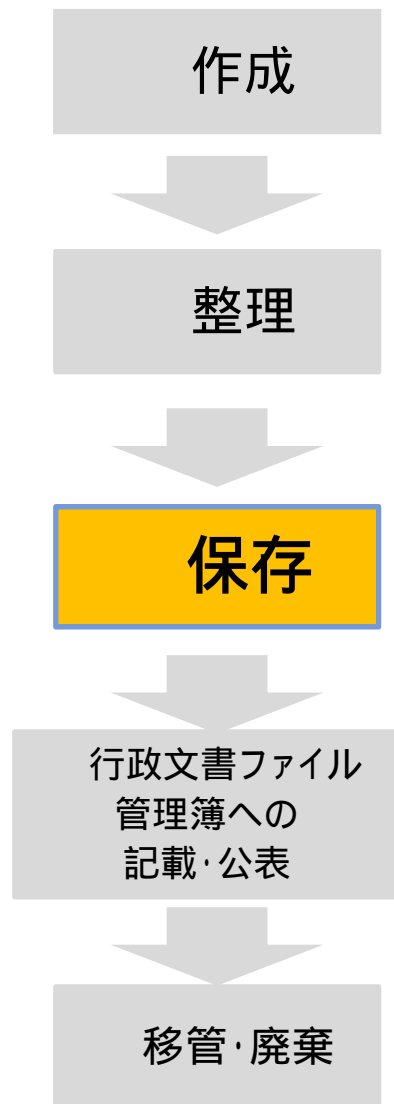 作成
整理
保存
行政文書ファイル
管理簿への
記載・公表
移管・廃棄